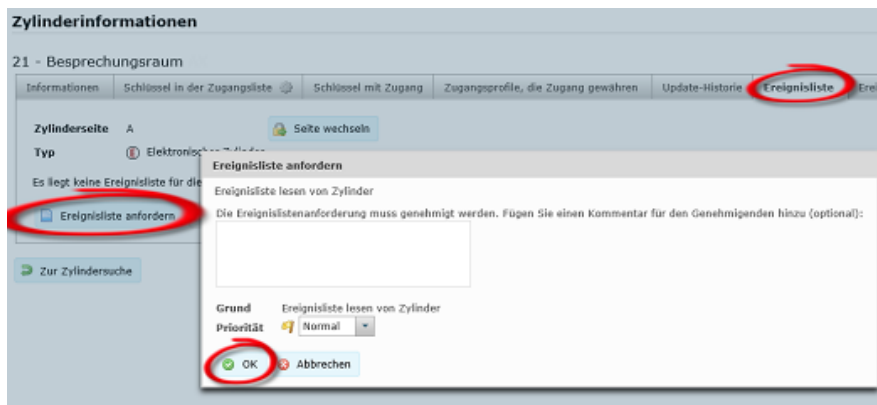 Zylinderinformationen
21 - Besprechungsraum
Informationen Schlüssel in der Zugangsliste Schlüssel mit Zugang Zugangsprofile, die Zugang gewähren Update-Historie Ereignisliste Erei
Zylinderseite A Seite wechseln
Typ Elektronischer Zylinder
Es liegt keine Ereignisliste für die
Ereignisliste anfordern
Zur Zylindersuche
Ereignisliste anfordern
Ereignisliste lesen von Zylinder
Die Ereignislistenanforderung muss genehmigt werden. Fügen Sie einen Kommentar für den Genehmigenden hinzu (optional):
Grund Ereignisliste lesen von Zylinder
Priorität Normal
OK Abbrechen